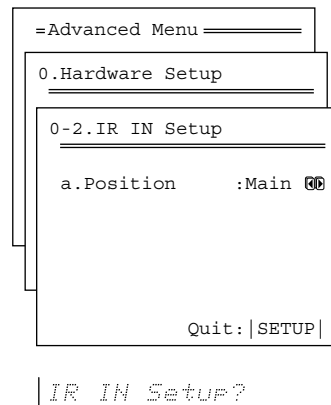 =Advanced Menu
0.Hardware Setup
0-2.IR IN Setup
a.Position :Main
Quit:|SETUP|
IR IN Setup?